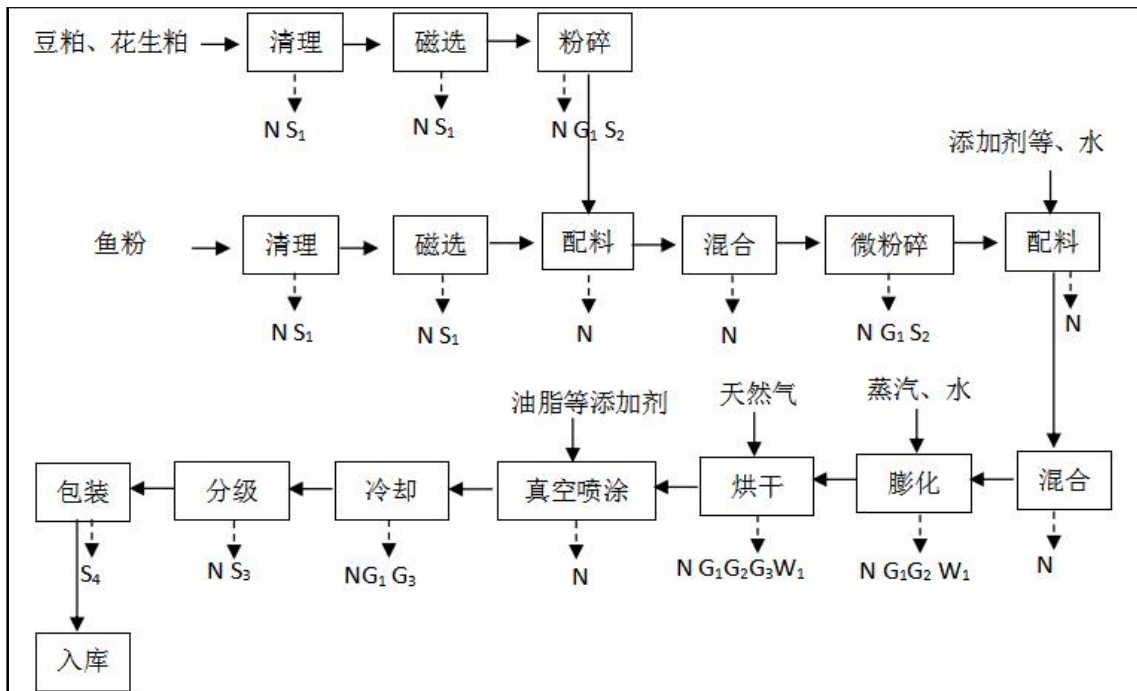 豆粕、花生粕 清理 磁选 粉碎
N S₁ N S₁ N G₁ S₂
添加剂等、水
鱼粉 清理 磁选 配料 混合 微粉碎 配料
N S₁ N S₁ N N N G₁ S₂ N
油脂等添加剂 天然气 蒸汽、水
包装 分级 冷却 真空喷涂 烘干 膨化 混合
S₄ N S₃ NG₁ G₃ N N G₁G₂G₃W₁ N G₁G₂ W₁ N
入库